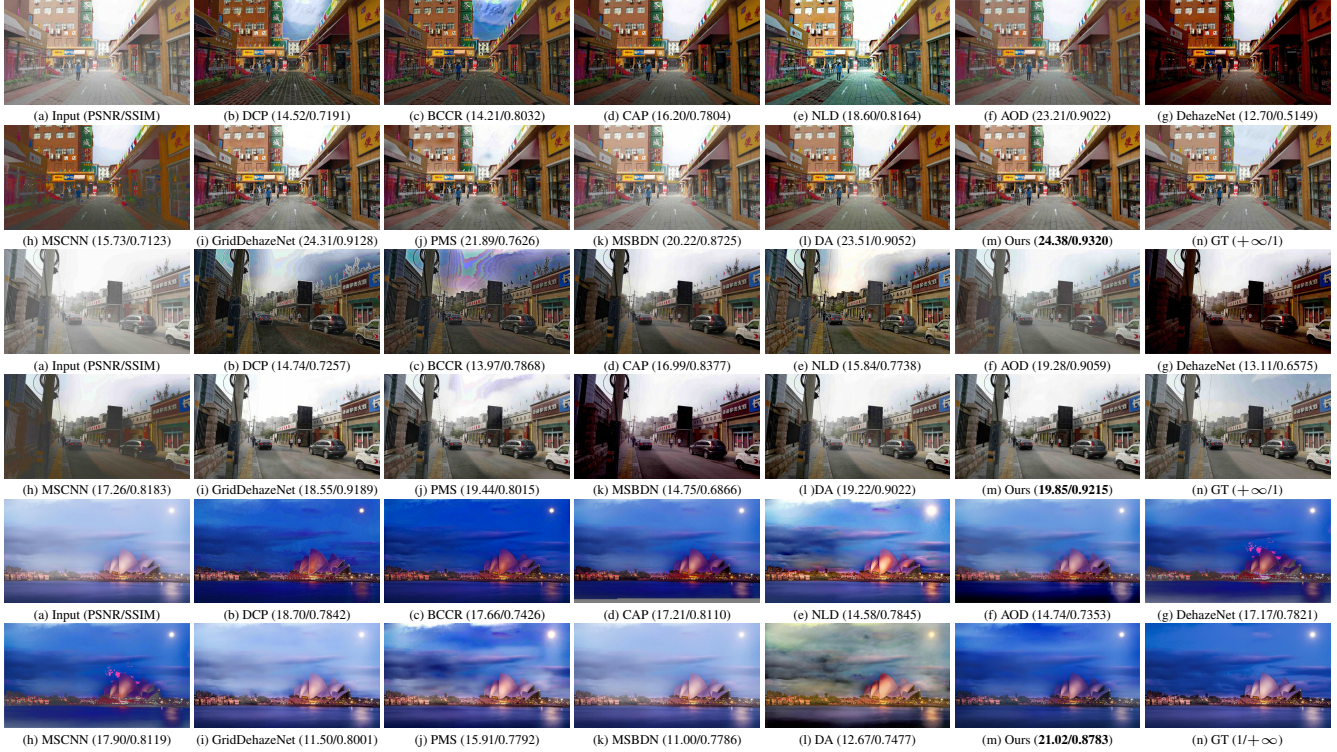 (a) Input (PSNR/SSIM) (b) DCP (14.52/0.7191) (c) BCCR (14.21/0.8032) (d) CAP (16.20/0.7804) (e) NLD (18.60/0.8164) (f) AOD (23.21/0.9022) (g) DehazeNet (12.70/0.5149)
(h) MSCNN (15.73/0.7123) (i) GridDehazeNet (24.31/0.9128) (j) PMS (21.89/0.7626) (k) MSBDN (20.22/0.8725) (l) DA (23.51/0.9052) (m) Ours (24.38/0.9320) (n) GT (+∞/1)
(a) Input (PSNR/SSIM) (b) DCP (14.74/0.7257) (c) BCCR (13.97/0.7868) (d) CAP (16.99/0.8377) (e) NLD (15.84/0.7738) (f) AOD (19.28/0.9059) (g) DehazeNet (13.11/0.6575)
(h) MSCNN (17.26/0.8183) (i) GridDehazeNet (18.55/0.9189) (j) PMS (19.44/0.8015) (k) MSBDN (14.75/0.6866) (l )DA (19.22/0.9022) (m) Ours (19.85/0.9215) (n) GT (+∞/1)
(a) Input (PSNR/SSIM) (b) DCP (18.70/0.7842) (c) BCCR (17.66/0.7426) (d) CAP (17.21/0.8110) (e) NLD (14.58/0.7845) (f) AOD (14.74/0.7353) (g) DehazeNet (17.17/0.7821)
(h) MSCNN (17.90/0.8119) (i) GridDehazeNet (11.50/0.8001) (j) PMS (15.91/0.7792) (k) MSBDN (11.00/0.7786) (l) DA (12.67/0.7477) (m) Ours (21.02/0.8783) (n) GT (1/+∞)